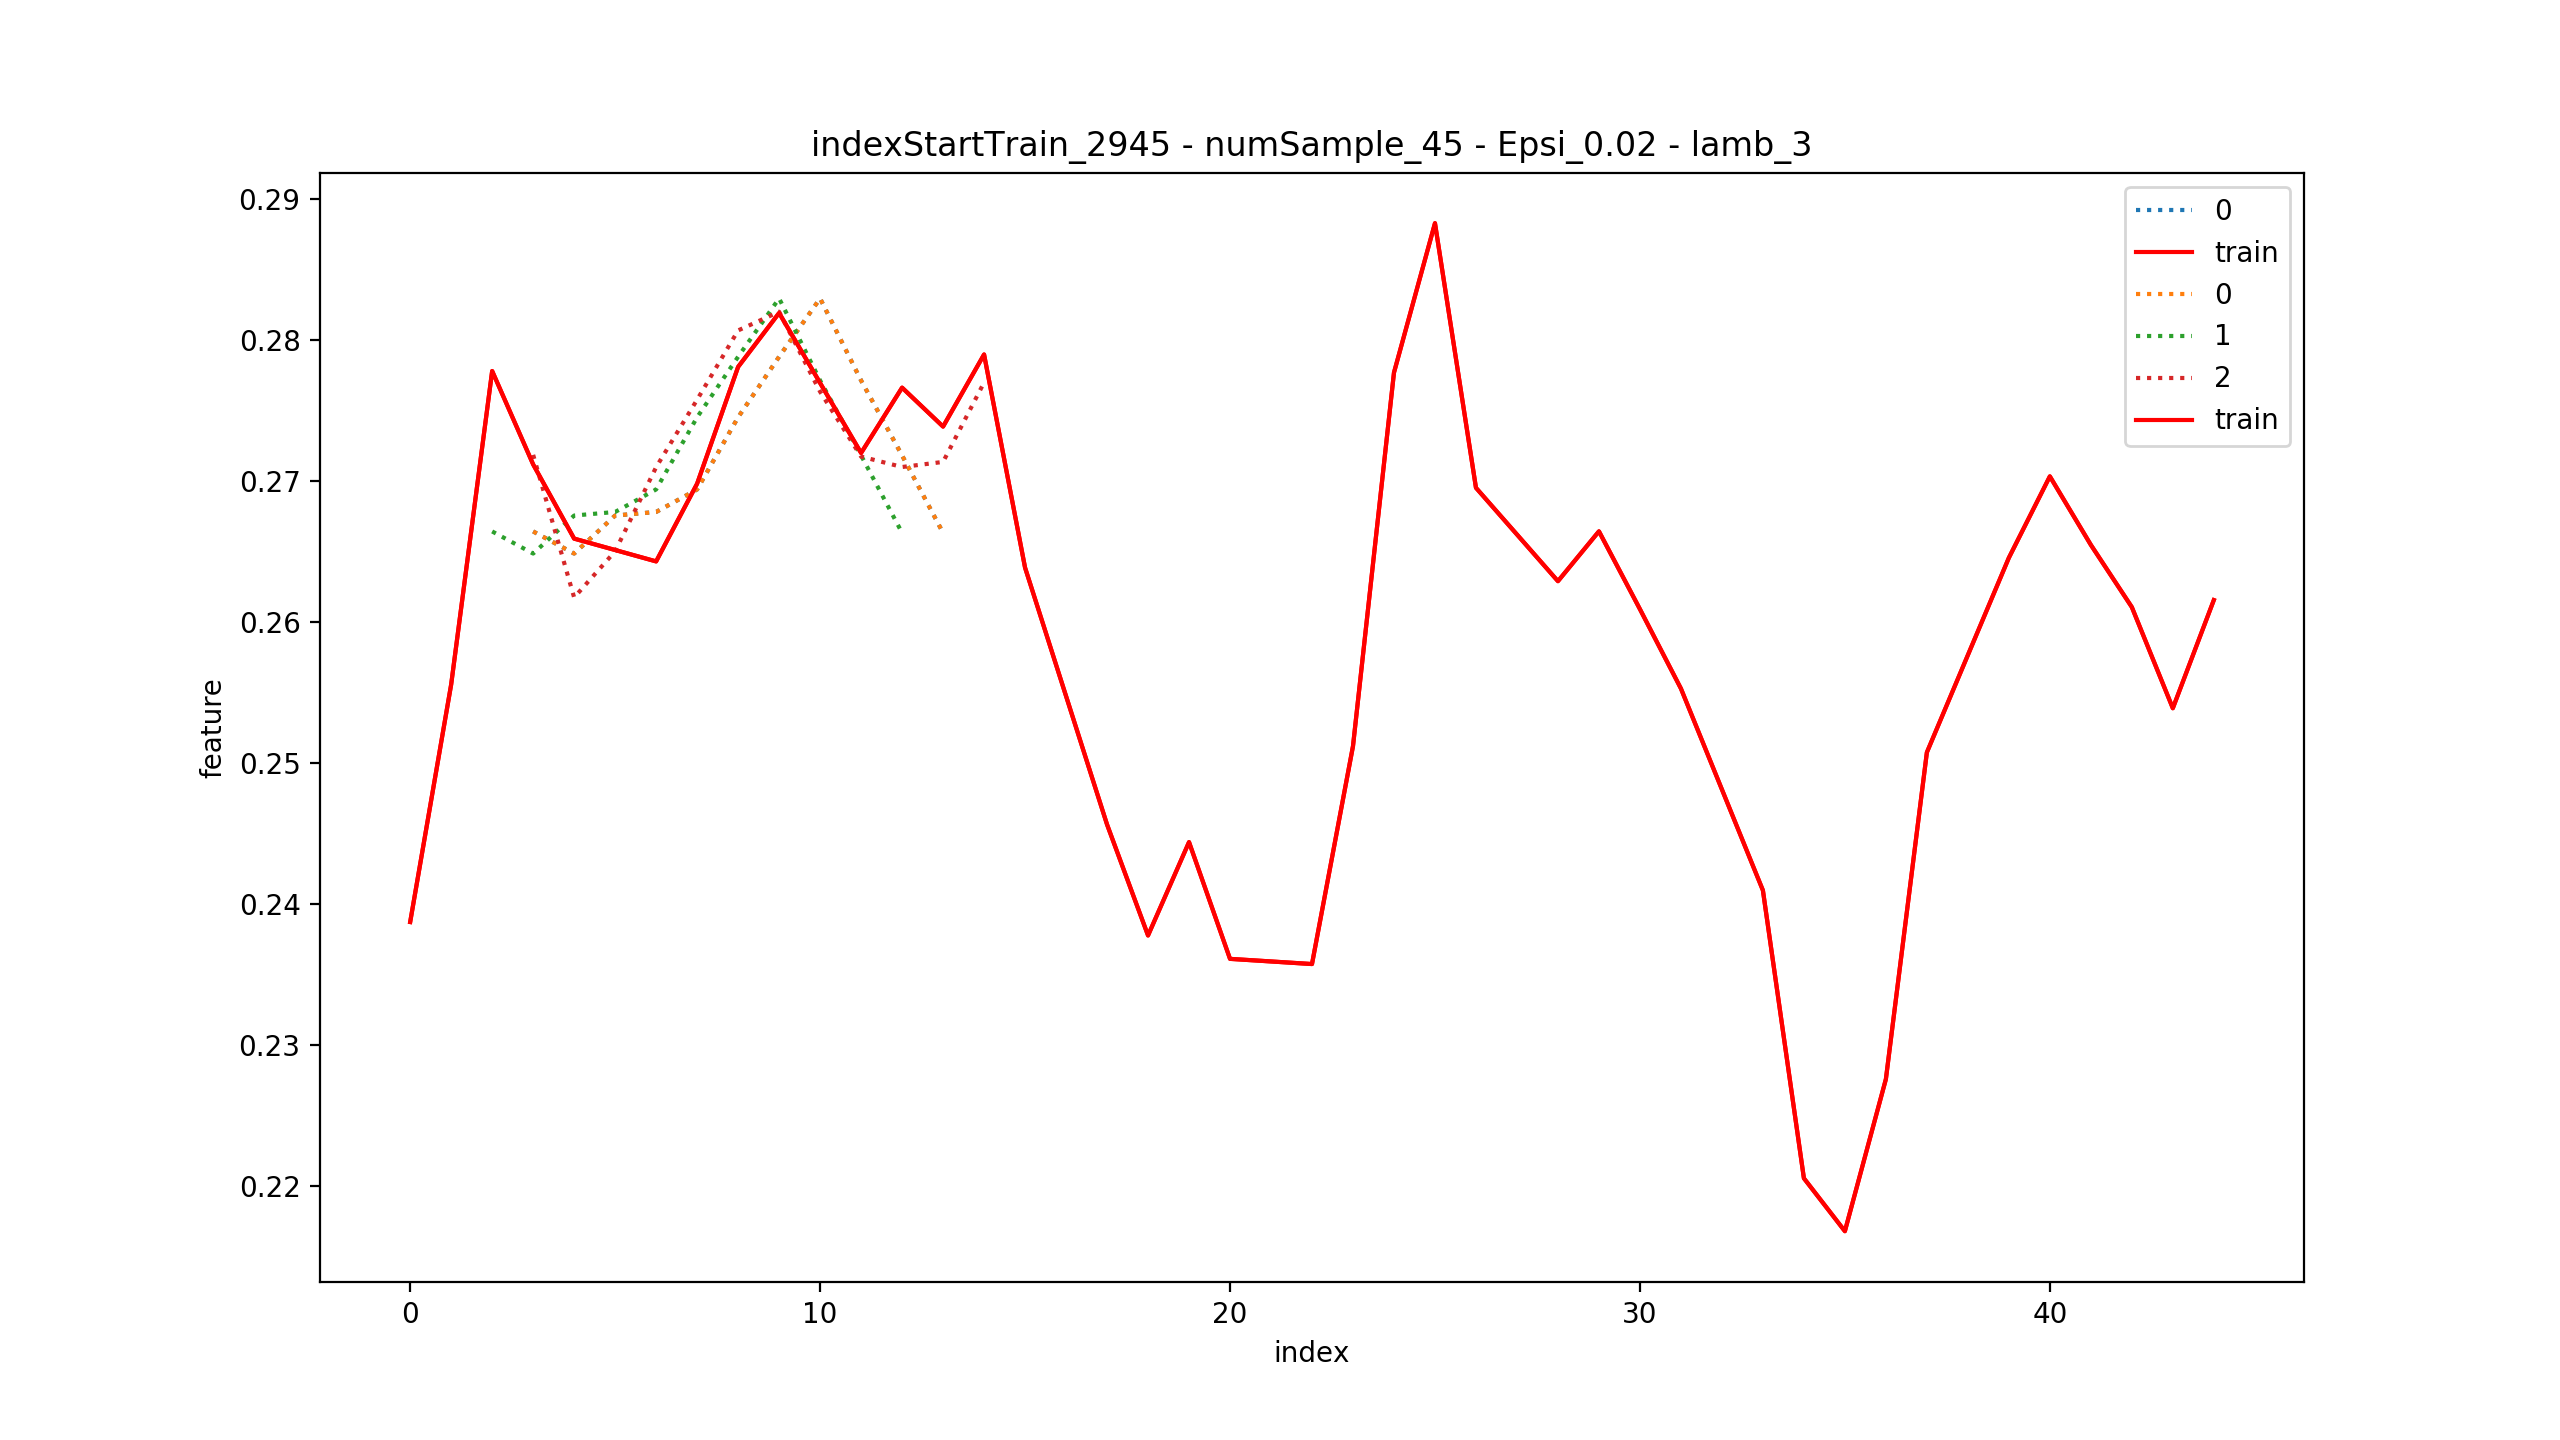 indexStartTrain_2945 - numSample_45 - Epsi_0.02 - lamb_3
0
train
0
1
2
train
0.29
0.28
0.27
0.26
0.25
0.24
0.23
0.22
feature
0 10 20 30 40
index